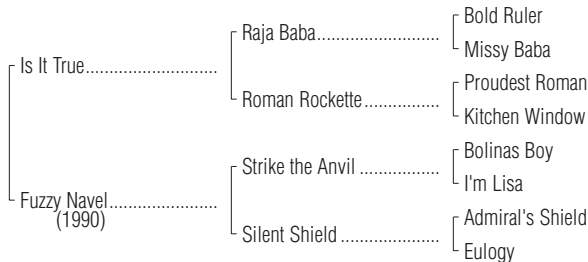 Bold Ruler
Raja Baba
Missy Baba
Is It True
Proudest Roman
Roman Rockette
Kitchen Window
Bolinas Boy
Strike the Anvil
I'm Lisa
Fuzzy Navel
(1990)
Admiral's Shield
Silent Shield
Eulogy